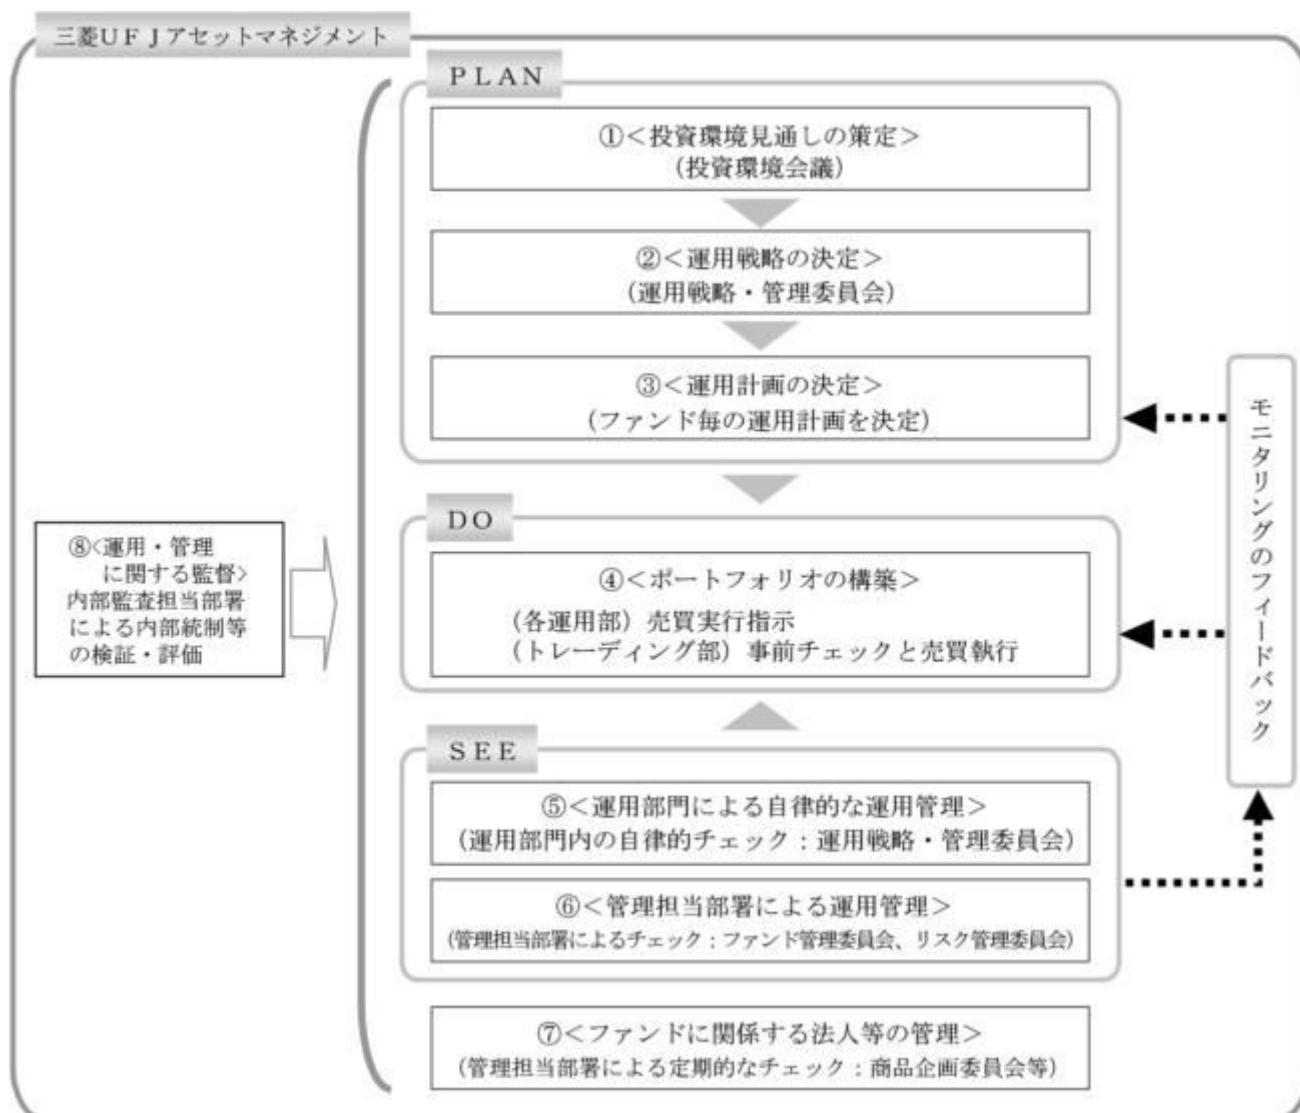 三菱ＵＦＪアセットマネジメント
ＰＬＡＮ
①＜投資環境見通しの策定＞
（投資環境会議）
②＜運用戦略の決定＞
（運用戦略・管理委員会）
③＜運用計画の決定＞
（ファンド毎の運用計画を決定）
ＤＯ
④＜ポートフォリオの構築＞
（各運用部）売買実行指示
（トレーディング部）事前チェックと売買執行
ＳＥＥ
⑤＜運用部門による自律的な運用管理＞
（運用部門内の自律的チェック：運用戦略・管理委員会）
⑥＜管理担当部署による運用管理＞
（管理担当部署によるチェック：ファンド管理委員会、リスク管理委員会）
⑦＜ファンドに関係する法人等の管理＞
（管理担当部署による定期的なチェック：商品企画委員会等）
⑧<運用・管理
に関する監督>
内部監査担当部署
による内部統制等
の検証・評価
モニタリングのフィードバック